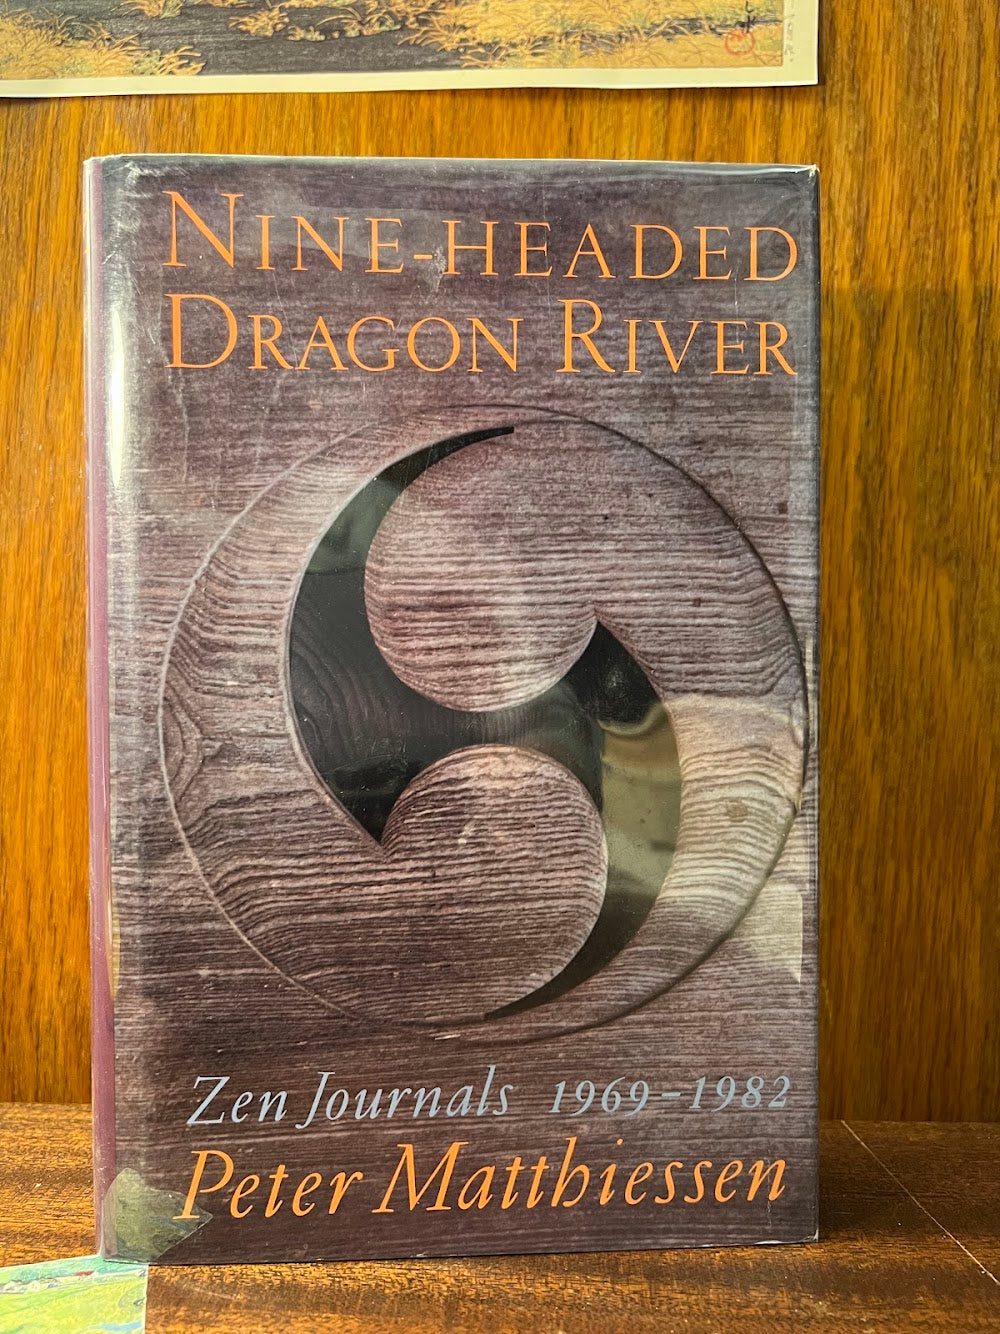 NINE-HEADED
DRAGON RIVER
Zen Journals 1969–1982
Peter Matthiessen